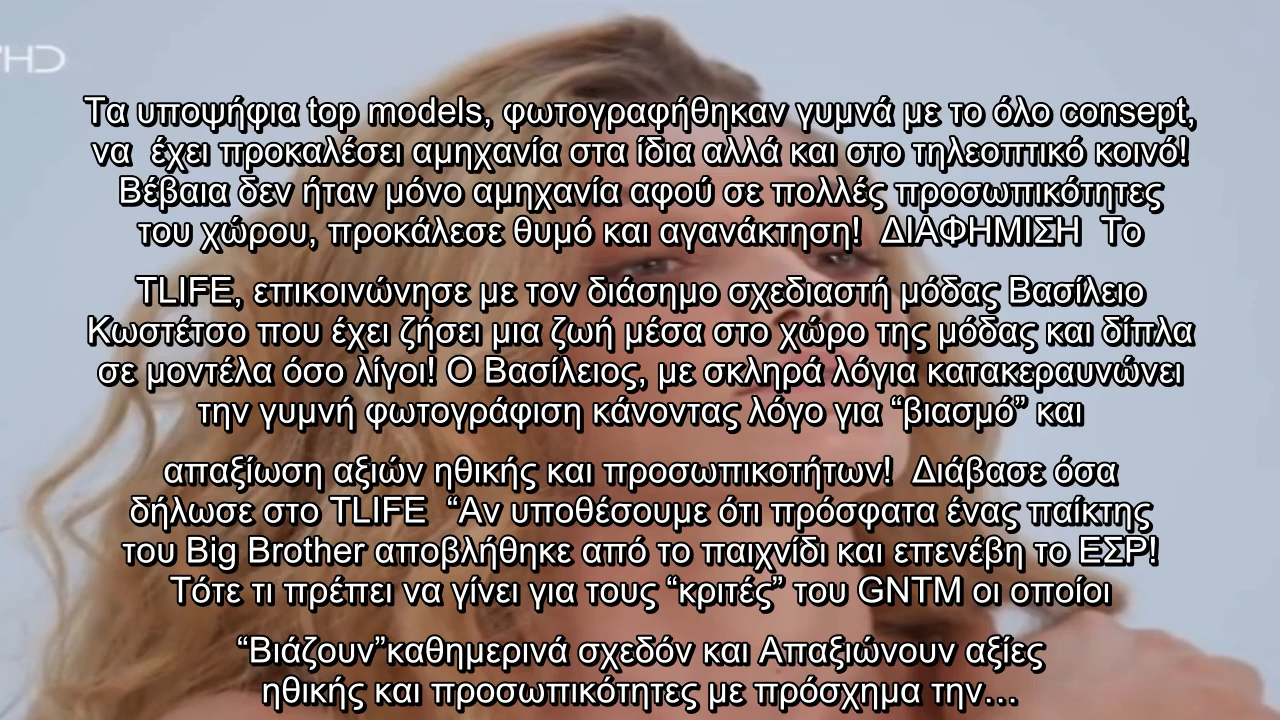 HD
Τα υποψήφια top models, φωτογραφήθηκαν γυμνά με το όλο consept,
να έχει προκαλέσει αμηχανία στα ίδια αλλά και στο τηλεοπτικό κοινό!
Βέβαια δεν ήταν μόνο αμηχανία αφού σε πολλές προσωπικότητες
του χώρου, προκάλεσε θυμό και αγανάκτηση! ΔΙΑΦΗΜΙΣΗ Το
TLIFE, επικοινώνησε με τον διάσημο σχεδιαστή μόδας Βασίλειο
Κωστέτσο που έχει ζήσει μια ζωή μέσα στο χώρο της μόδας και δίπλα
σε μοντέλα όσο λίγοι! Ο Βασίλειος, με σκληρά λόγια κατακεραυνώνει
την γυμνή φωτογράφιση κάνοντας λόγο για “βιασμό” και
απαξίωση αξιών ηθικής και προσωπικοτήτων! Διάβασε όσα
δήλωσε στο TLIFE “Αν υποθέσουμε ότι πρόσφατα ένας παίκτης
του Big Brother αποβλήθηκε από το παιχνίδι και επενέβη το ΕΣΡ!
Τότε τι πρέπει να γίνει για τους “κριτές” του GNTM οι οποίοι
“Βιάζουν”καθημερινά σχεδόν και Απαξιώνουν αξίες
ηθικής και προσωπικότητες με πρόσχημα την...